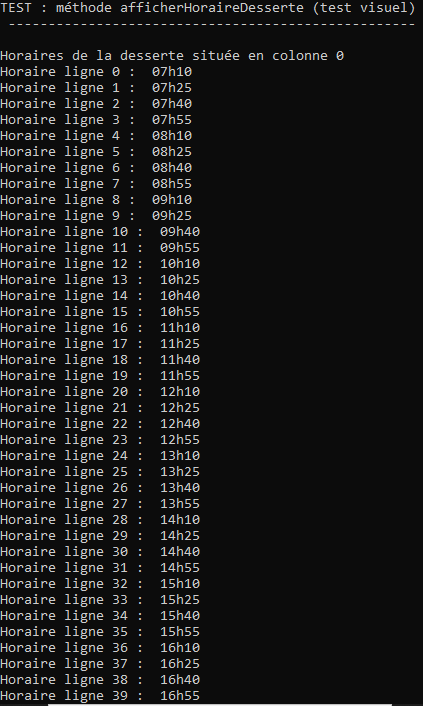 TEST : méthode afficherHoraireDesserte (test visuel)
---------------------------------------------------
Horaires de la desserte située en colonne 0
Horaire ligne 0 :  07h10
Horaire ligne 1 :  07h25
Horaire ligne 2 :  07h40
Horaire ligne 3 :  07h55
Horaire ligne 4 :  08h10
Horaire ligne 5 :  08h25
Horaire ligne 6 :  08h40
Horaire ligne 7 :  08h55
Horaire ligne 8 :  09h10
Horaire ligne 9 :  09h25
Horaire ligne 10 :  09h40
Horaire ligne 11 :  09h55
Horaire ligne 12 :  10h10
Horaire ligne 13 :  10h25
Horaire ligne 14 :  10h40
Horaire ligne 15 :  10h55
Horaire ligne 16 :  11h10
Horaire ligne 17 :  11h25
Horaire ligne 18 :  11h40
Horaire ligne 19 :  11h55
Horaire ligne 20 :  12h10
Horaire ligne 21 :  12h25
Horaire ligne 22 :  12h40
Horaire ligne 23 :  12h55
Horaire ligne 24 :  13h10
Horaire ligne 25 :  13h25
Horaire ligne 26 :  13h40
Horaire ligne 27 :  13h55
Horaire ligne 28 :  14h10
Horaire ligne 29 :  14h25
Horaire ligne 30 :  14h40
Horaire ligne 31 :  14h55
Horaire ligne 32 :  15h10
Horaire ligne 33 :  15h25
Horaire ligne 34 :  15h40
Horaire ligne 35 :  15h55
Horaire ligne 36 :  16h10
Horaire ligne 37 :  16h25
Horaire ligne 38 :  16h40
Horaire ligne 39 :  16h55